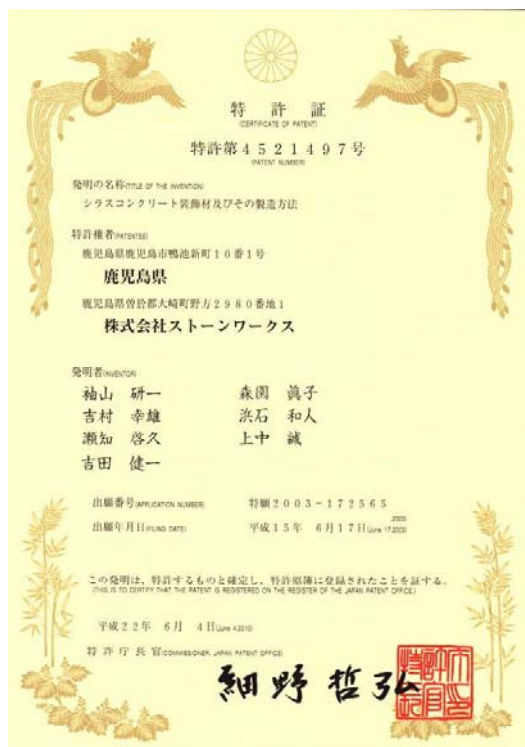 特許証
(CERTIFICATE OF PATENT)
特許第4521497号
(PATENT NUMBER)
発明の名称(TITLE OF THE INVENTION)
シラスコンクリート装飾材及びその製造方法
特許権者(PATENTEE)
鹿児島県鹿児島市鴨池新町10番1号
鹿児島県
鹿児島県曽於郡大崎町野方2980番地1
株式会社ストーンワークス
発明者(INVENTOR)
袖山 研一 森園 眞子
吉村 幸雄 浜石 和人
瀬知 啓久 上中 誠
吉田 健一
出願番号(APPLICATION NUMBER) 特願2003-172565
出願年月日(FILING DATE) 平成15年 6月17日(June 17,2003)
この発明は,特許するものと確定し,特許原簿に登録されたことを証する。
(THIS IS TO CERTIFY THAT THE PATENT IS REGISTERED ON THE REGISTER OF THE JAPAN PATENT OFFICE.)
平成22年 6月 4日(June 4,2010)
特許庁長官(COMMISSIONER, JAPAN PATENT OFFICE)
細野哲弘